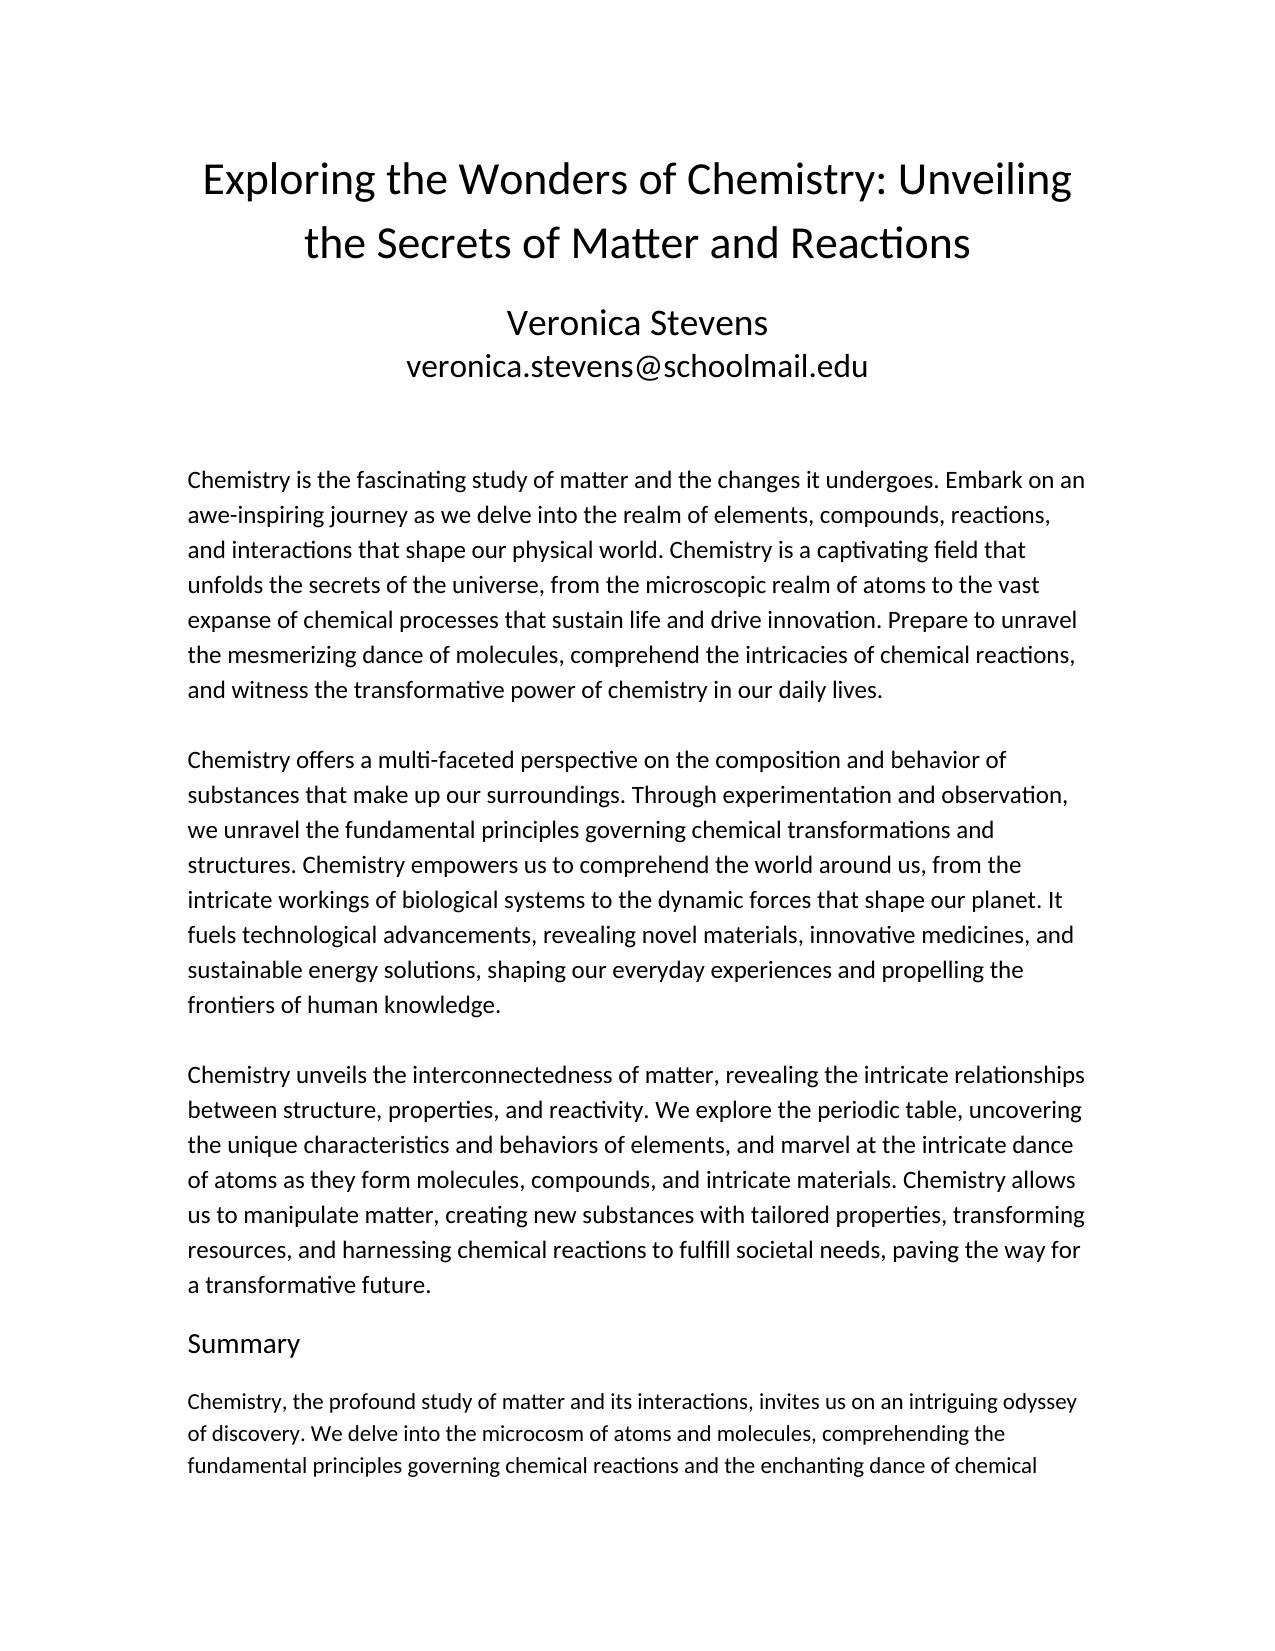 Exploring the Wonders of Chemistry: Unveiling
the Secrets of Matter and Reactions
Veronica Stevens
veronica.stevens@schoolmail.edu
Chemistry is the fascinating study of matter and the changes it undergoes. Embark on an
awe-inspiring journey as we delve into the realm of elements, compounds, reactions,
and interactions that shape our physical world. Chemistry is a captivating field that
unfolds the secrets of the universe, from the microscopic realm of atoms to the vast
expanse of chemical processes that sustain life and drive innovation. Prepare to unravel
the mesmerizing dance of molecules, comprehend the intricacies of chemical reactions,
and witness the transformative power of chemistry in our daily lives.
Chemistry offers a multi-faceted perspective on the composition and behavior of
substances that make up our surroundings. Through experimentation and observation,
we unravel the fundamental principles governing chemical transformations and
structures. Chemistry empowers us to comprehend the world around us, from the
intricate workings of biological systems to the dynamic forces that shape our planet. It
fuels technological advancements, revealing novel materials, innovative medicines, and
sustainable energy solutions, shaping our everyday experiences and propelling the
frontiers of human knowledge.
Chemistry unveils the interconnectedness of matter, revealing the intricate relationships
between structure, properties, and reactivity. We explore the periodic table, uncovering
the unique characteristics and behaviors of elements, and marvel at the intricate dance
of atoms as they form molecules, compounds, and intricate materials. Chemistry allows
us to manipulate matter, creating new substances with tailored properties, transforming
resources, and harnessing chemical reactions to fulfill societal needs, paving the way for
a transformative future.
Summary
Chemistry, the profound study of matter and its interactions, invites us on an intriguing odyssey
of discovery. We delve into the microcosm of atoms and molecules, comprehending the
fundamental principles governing chemical reactions and the enchanting dance of chemical